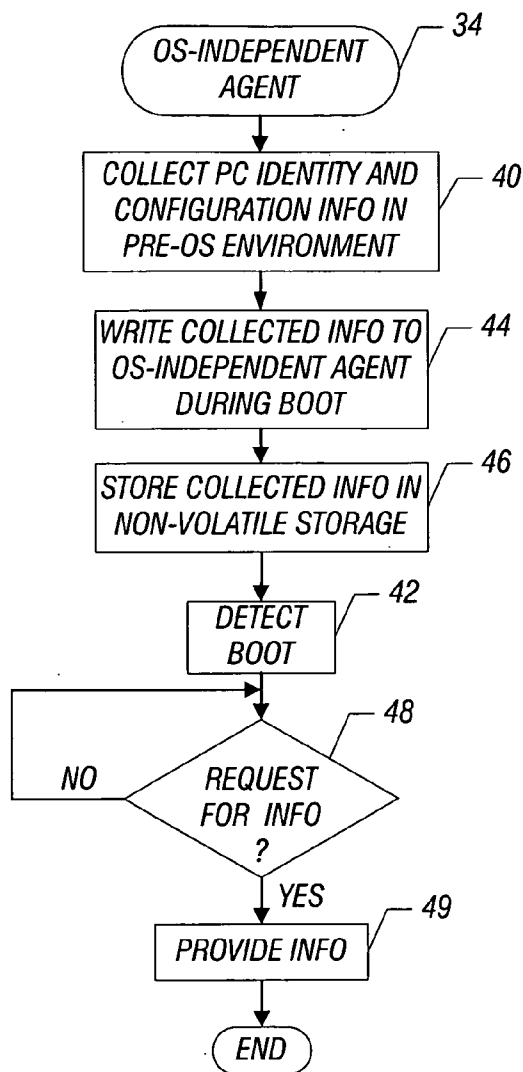 OS-INDEPENDENT
AGENT
34
COLLECT PC IDENTITY AND
CONFIGURATION INFO IN
PRE-OS ENVIRONMENT
40
WRITE COLLECTED INFO TO
OS-INDEPENDENT AGENT
DURING BOOT
44
STORE COLLECTED INFO IN
NON-VOLATILE STORAGE
46
DETECT
BOOT
42
REQUEST
FOR INFO
?
48
NO
YES
PROVIDE INFO
49
END